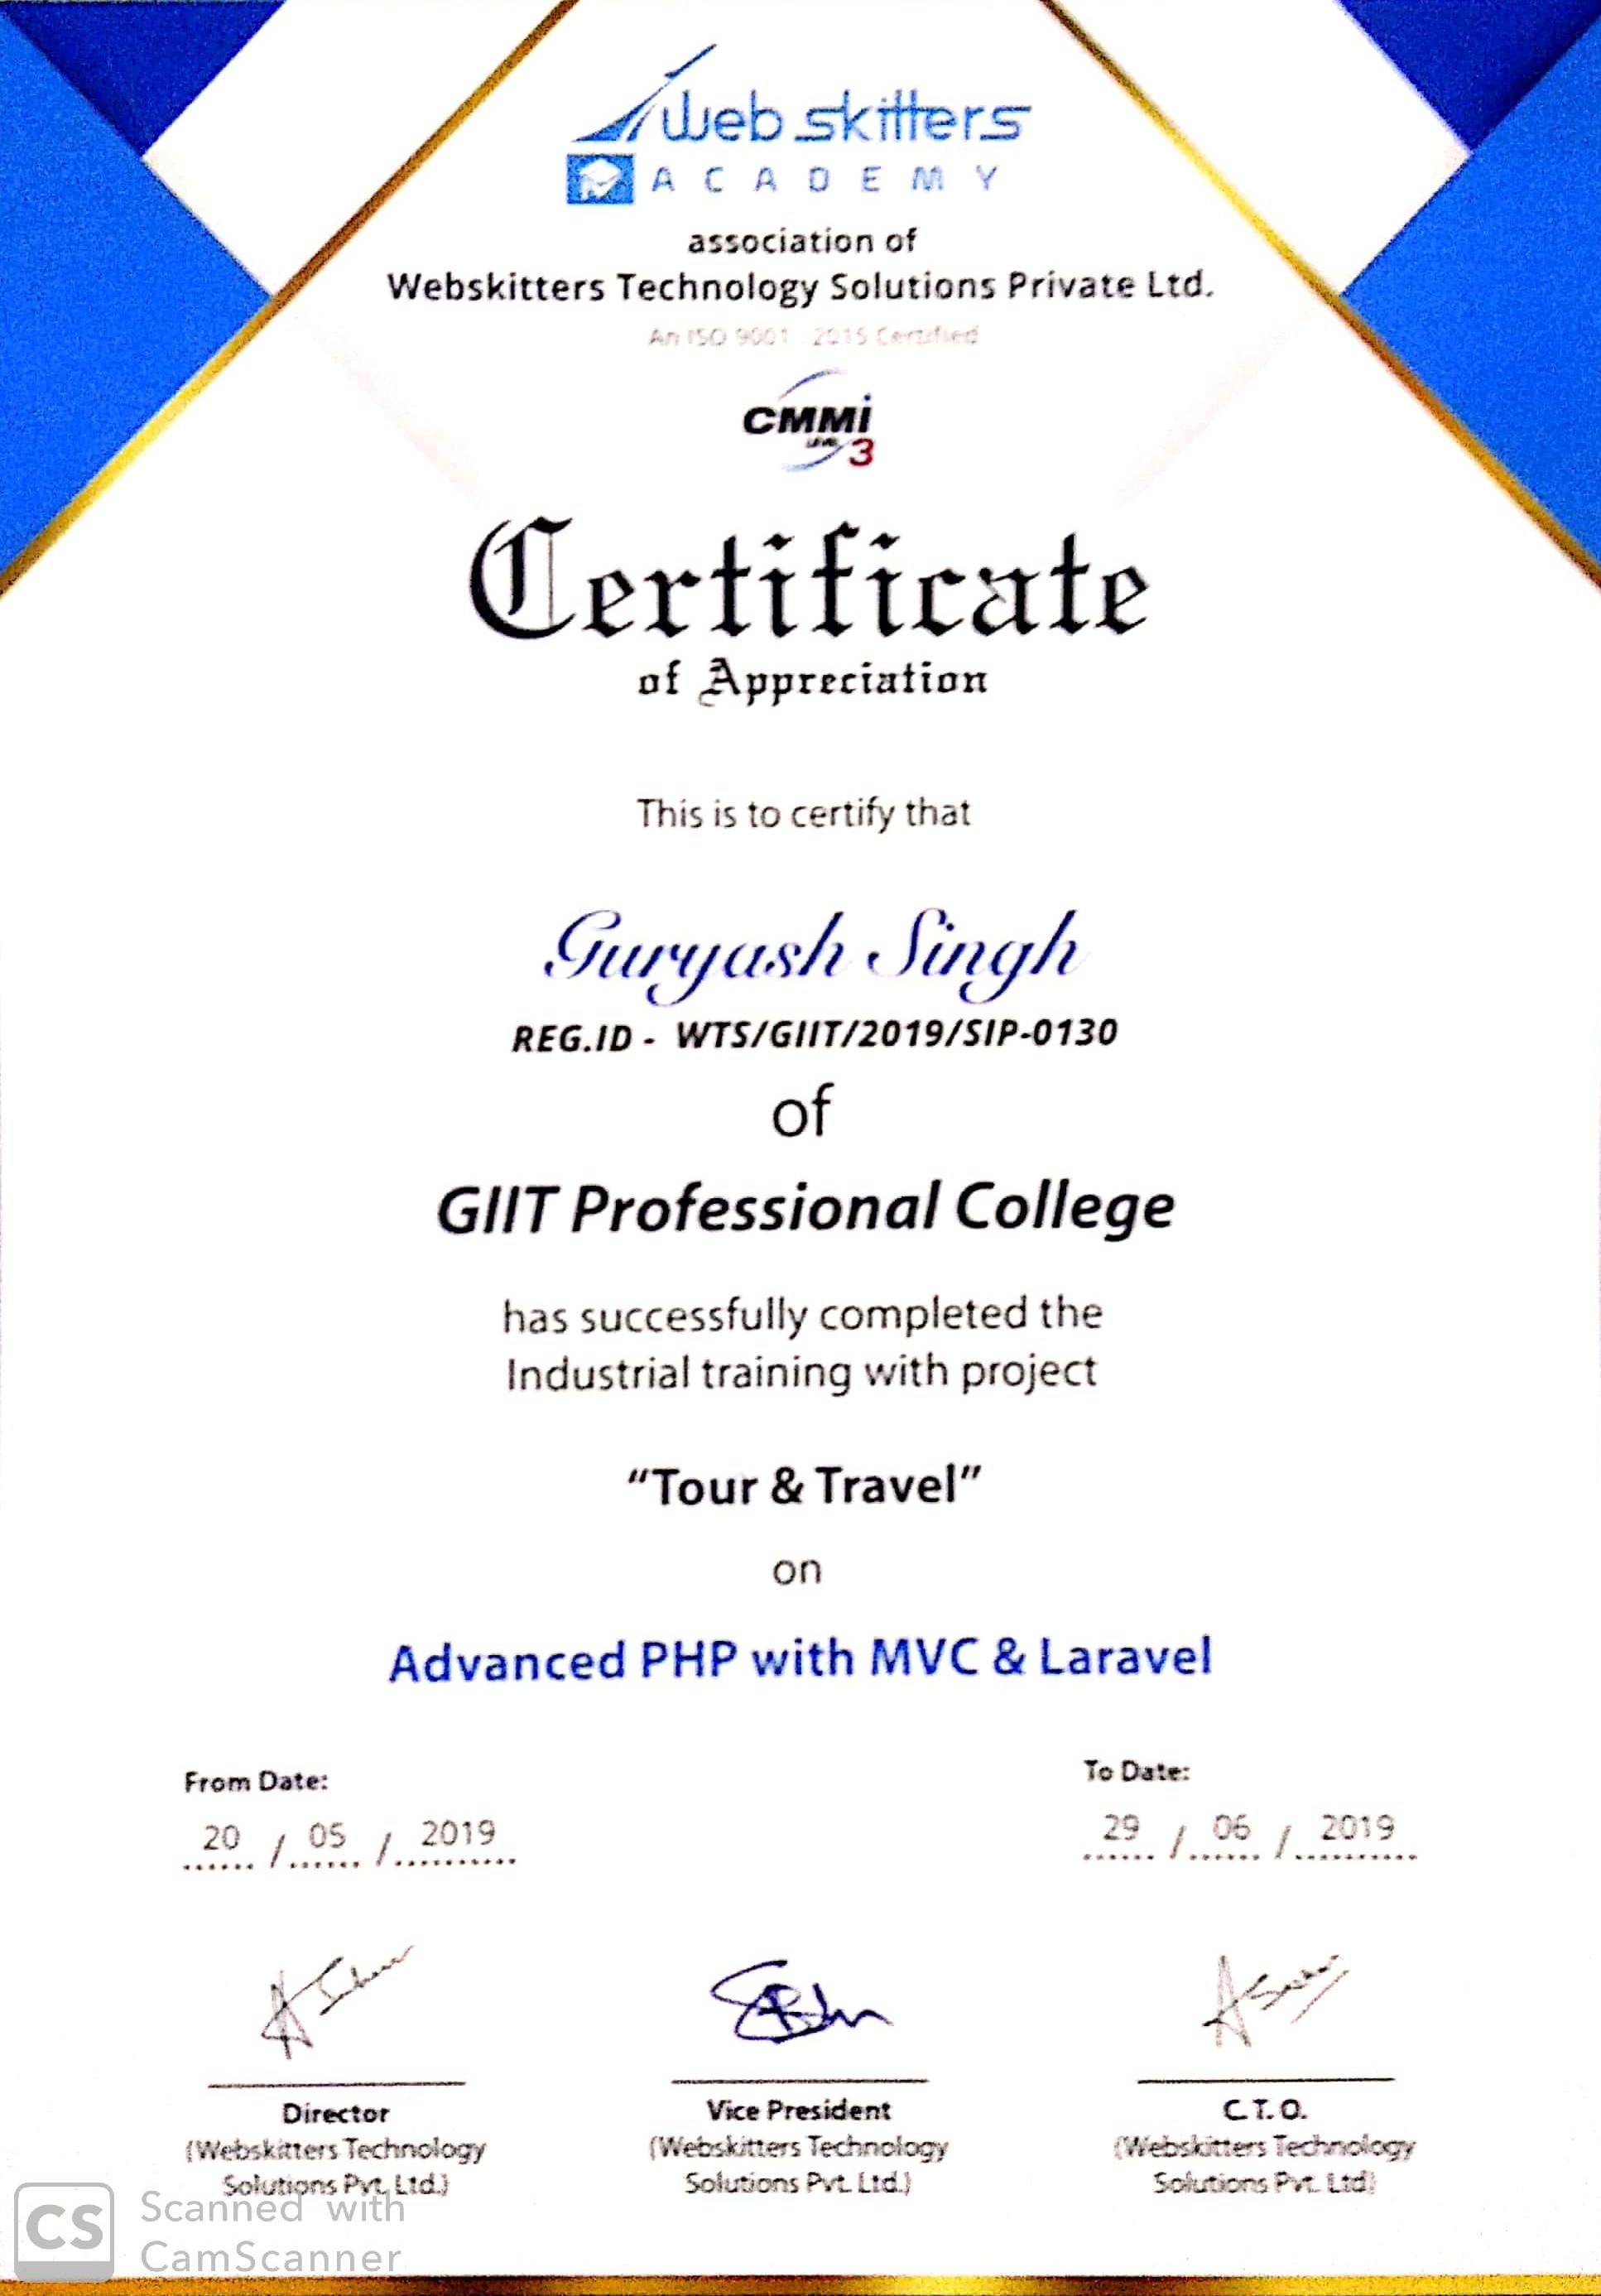 Web skitters
ACADEMY
association of
Webskitters Technology Solutions Private Ltd.
An ISO 9001 : 2015 Certified
CMMi
LEVEL 3
Certificate
of Appreciation
This is to certify that
Guryash Singh
REG.ID - WTS/GIIT/2019/SIP-0130
of
GIIT Professional College
has successfully completed the
Industrial training with project
“Tour & Travel”
on
Advanced PHP with MVC & Laravel
From Date: To Date:
20 / 05 / 2019 29 / 06 / 2019
Director Vice President C.T.O.
(Webskitters Technology (Webskitters Technology (Webskitters Technology
Solutions Pvt. Ltd.) Solutions Pvt. Ltd.) Solutions Pvt. Ltd)
CS Scanned with
CamScanner